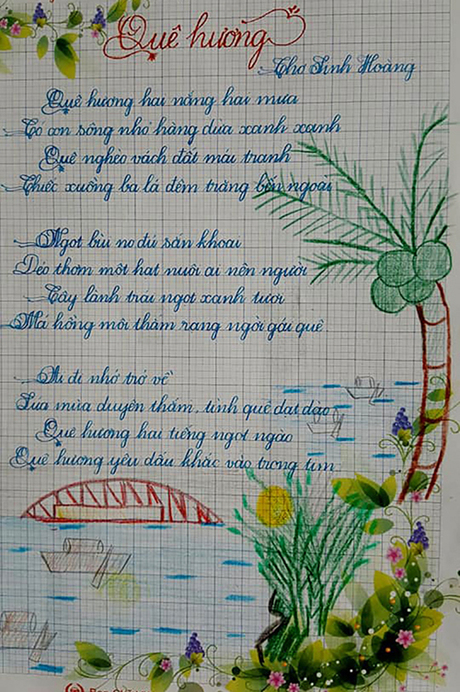 Quê hương
Thơ Sinh Hoàng
Quê hương hai nắng hai mưa
Có con sông nhỏ hàng dừa xanh xanh
Quê nghèo vách đất mái tranh
Chiếc xuồng ba lá đêm trăng bến ngoài
Ngọt bùi no đủ sắn khoai
Dẻo thơm một hạt nuôi ai nên người
Cây lành trái ngọt xanh tươi
Má hồng môi thắm rạng ngời gái quê
Ai đi nhớ trở về
Lúa mùa duyên thắm, tình quê dạt dào
Quê hương hai tiếng ngọt ngào
Quê hương yêu dấu khắc vào trong tim